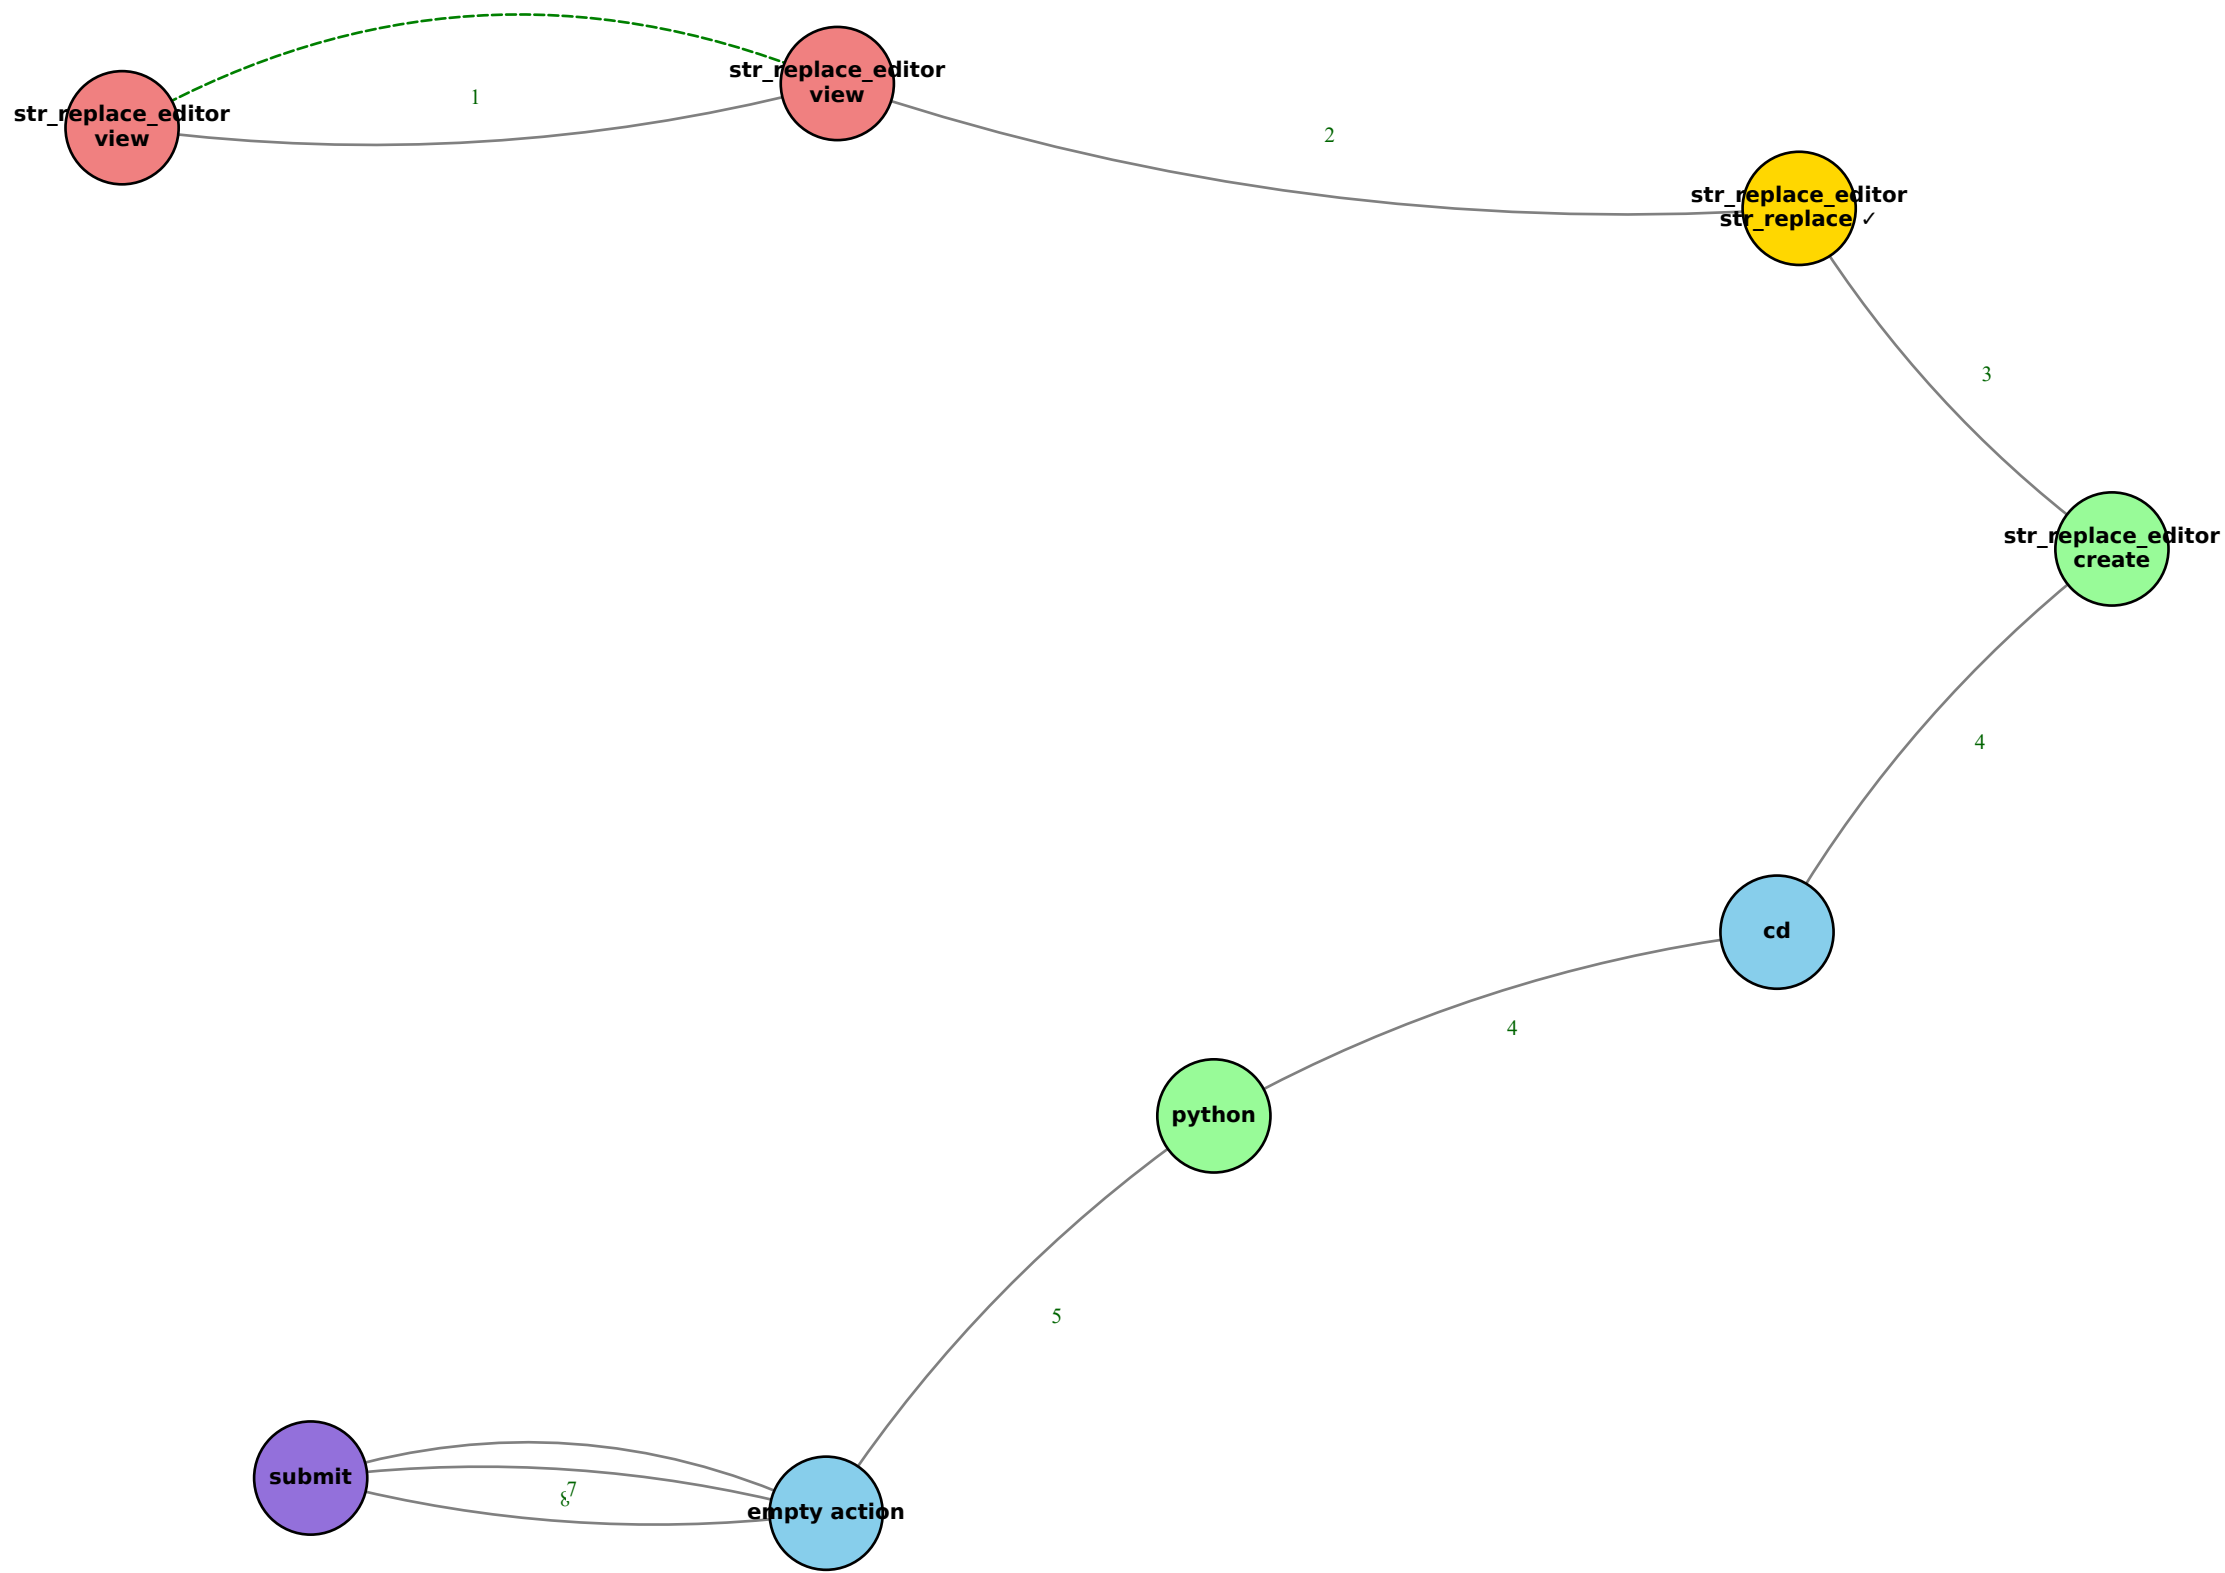 str_replace_editor
view
1
str_replace_editor
view
2
str_replace_editor
str_replace ✓
3
str_replace_editor
create
4
cd
4
python
5
submit
7
empty action